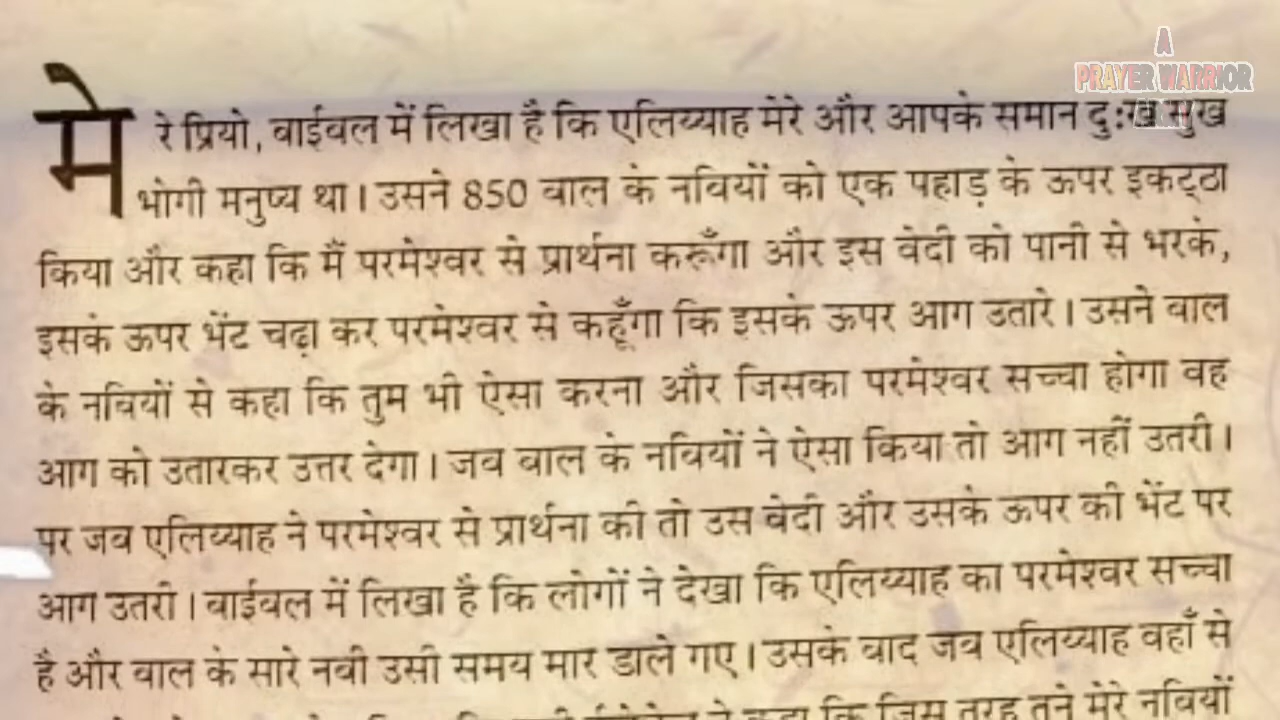 A
PRAYER WARRIOR
मेरे प्रियो, बाईबल में लिखा है कि एलिय्याह मेरे और आपके समान दुःख सुख
भोगी मनुष्य था। उसने 850 बाल के नबियों को एक पहाड़ के ऊपर इकट्ठा
किया और कहा कि मैं परमेश्वर से प्रार्थना करूँगा और इस वेदी को पानी से भरके,
इसके ऊपर भेंट चढ़ा कर परमेश्वर से कहूँगा कि इसके ऊपर आग उतारे। उसने बाल
के नबियों से कहा कि तुम भी ऐसा करना और जिसका परमेश्वर सच्चा होगा वह
आग को उतारकर उत्तर देगा। जब बाल के नबियों ने ऐसा किया तो आग नहीं उतरी।
पर जब एलिय्याह ने परमेश्वर से प्रार्थना की तो उस वेदी और उसके ऊपर की भेंट पर
आग उतरी। बाईबल में लिखा है कि लोगों ने देखा कि एलिय्याह का परमेश्वर सच्चा
है और बाल के सारे नबी उसी समय मार डाले गए। उसके बाद जब एलिय्याह वहाँ से
ने कहा कि जिस तरह तूने मेरे नबियों